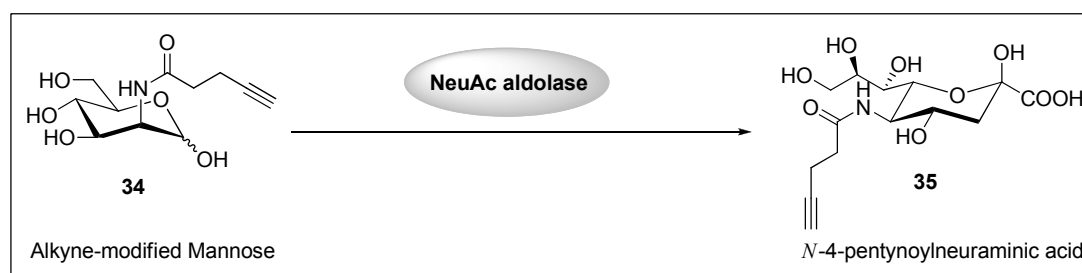 O
HO
HN
HO
O
HO
OH
34
Alkyne-modified Mannose
NeuAc aldolase
HO
OH
OH
OH
HO
O
COOH
O
H
N
HO
35
N-4-pentynoylneuraminic acid